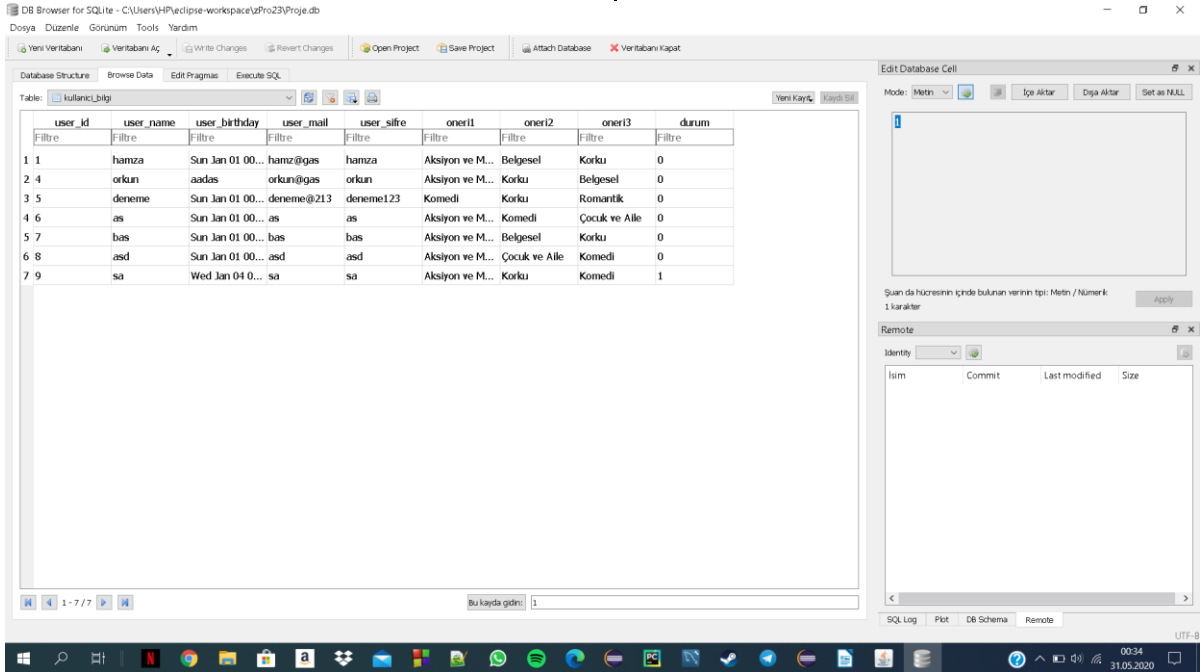 DB Browser for SQLite - C:\Users\HP\eclipse-workspace\zPro23\Proje.db
Dosya Düzenle Görünüm Tools Yardım
Yeni Veritabanı Veritabanı Aç Write Changes Revert Changes Open Project Save Project Attach Database Veritabanı Kapat
Database Structure Browse Data Edit Pragmas Execute SQL
Table: kullanici_bilgi Yeni Kayıt Kaydı Sil
user_id user_name user_birthday user_mail user_sifre oneri1 oneri2 oneri3 durum
Filtre Filtre Filtre Filtre Filtre Filtre Filtre Filtre Filtre
1 1 hamza Sun Jan 01 00... hamz@gas hamza Aksiyon ve M... Belgesel Korku 0
2 4 orkun aadas orkun@gas orkun Aksiyon ve M... Korku Belgesel 0
3 5 deneme Sun Jan 01 00... deneme@213 deneme123 Komedi Korku Romantik 0
4 6 as Sun Jan 01 00... as as Aksiyon ve M... Komedi Çocuk ve Aile 0
5 7 bas Sun Jan 01 00... bas bas Aksiyon ve M... Belgesel Korku 0
6 8 asd Sun Jan 01 00... asd asd Aksiyon ve M... Çocuk ve Aile Komedi 0
7 9 sa Wed Jan 04 0... sa sa Aksiyon ve M... Korku Komedi 1
1 - 7 / 7 Bu kayda gidin: 1
Edit Database Cell
Mode: Metin İçe Aktar Dışa Aktar Set as NULL
1
Şuan da hücresinin içinde bulunan verinin tipi: Metin / Nümerik
1 karakter
Apply
Remote
Identity
İsim Commit Last modified Size
SQL Log Plot DB Schema Remote
UTF-8
00:34
31.05.2020